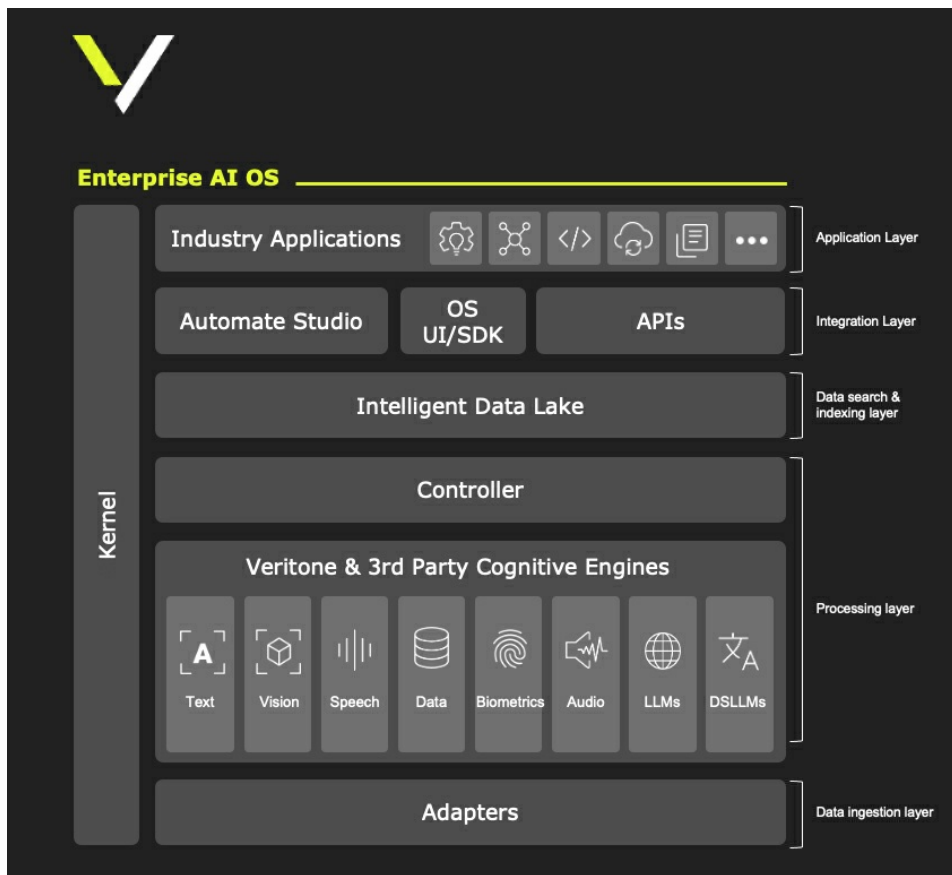 Enterprise AI OS
Kernel
Industry Applications
Application Layer
Automate Studio
OS
UI/SDK
APIs
Integration Layer
Intelligent Data Lake
Data search &
indexing layer
Controller
Veritone & 3rd Party Cognitive Engines
A
Text
Vision
Speech
Data
Biometrics
Audio
LLMs
文A
DSLLMs
Processing layer
Adapters
Data ingestion layer